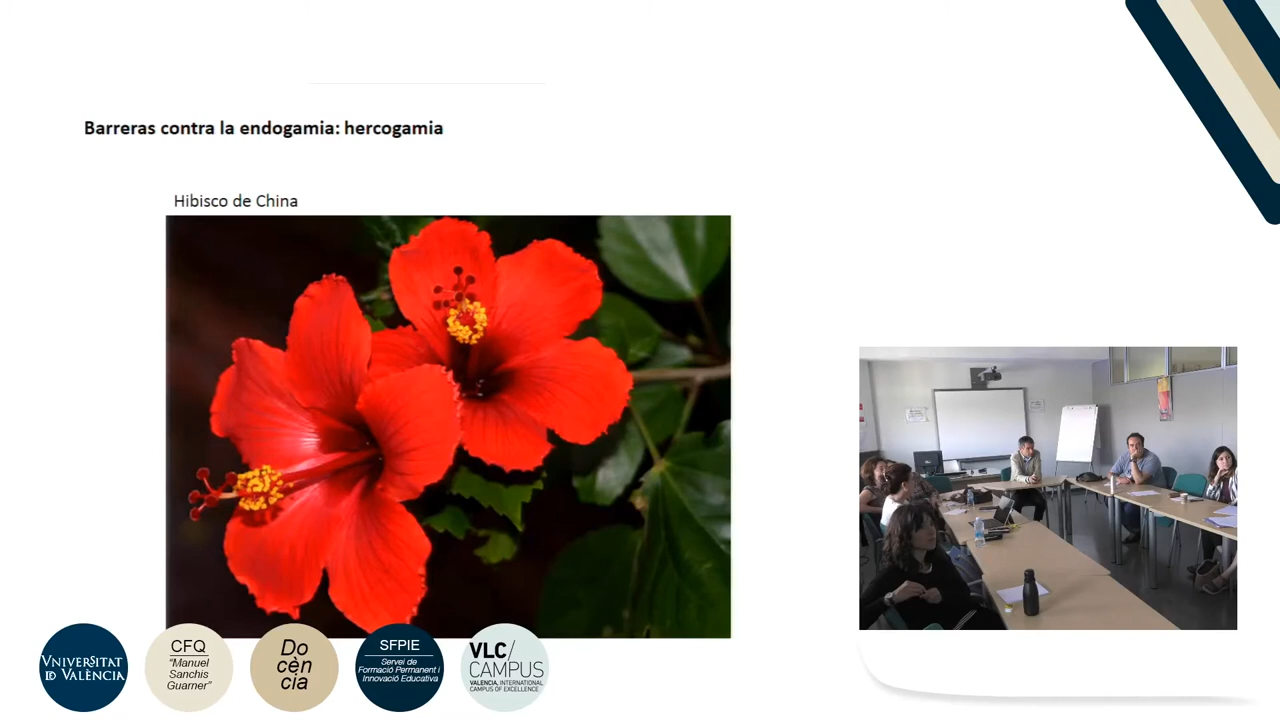 Barreras contra la endogamia: hercogamia
Hibisco de China
VNIVERSITAT
ID VALÈNCIA
CFQ
“Manuel
Sanchis
Guarner”
Do
cèn
cia
SFPIE
Servei de
Formació Permanent i
Innovació Educativa
VLC/
CAMPUS
VALENCIA, INTERNATIONAL
CAMPUS OF EXCELLENCE